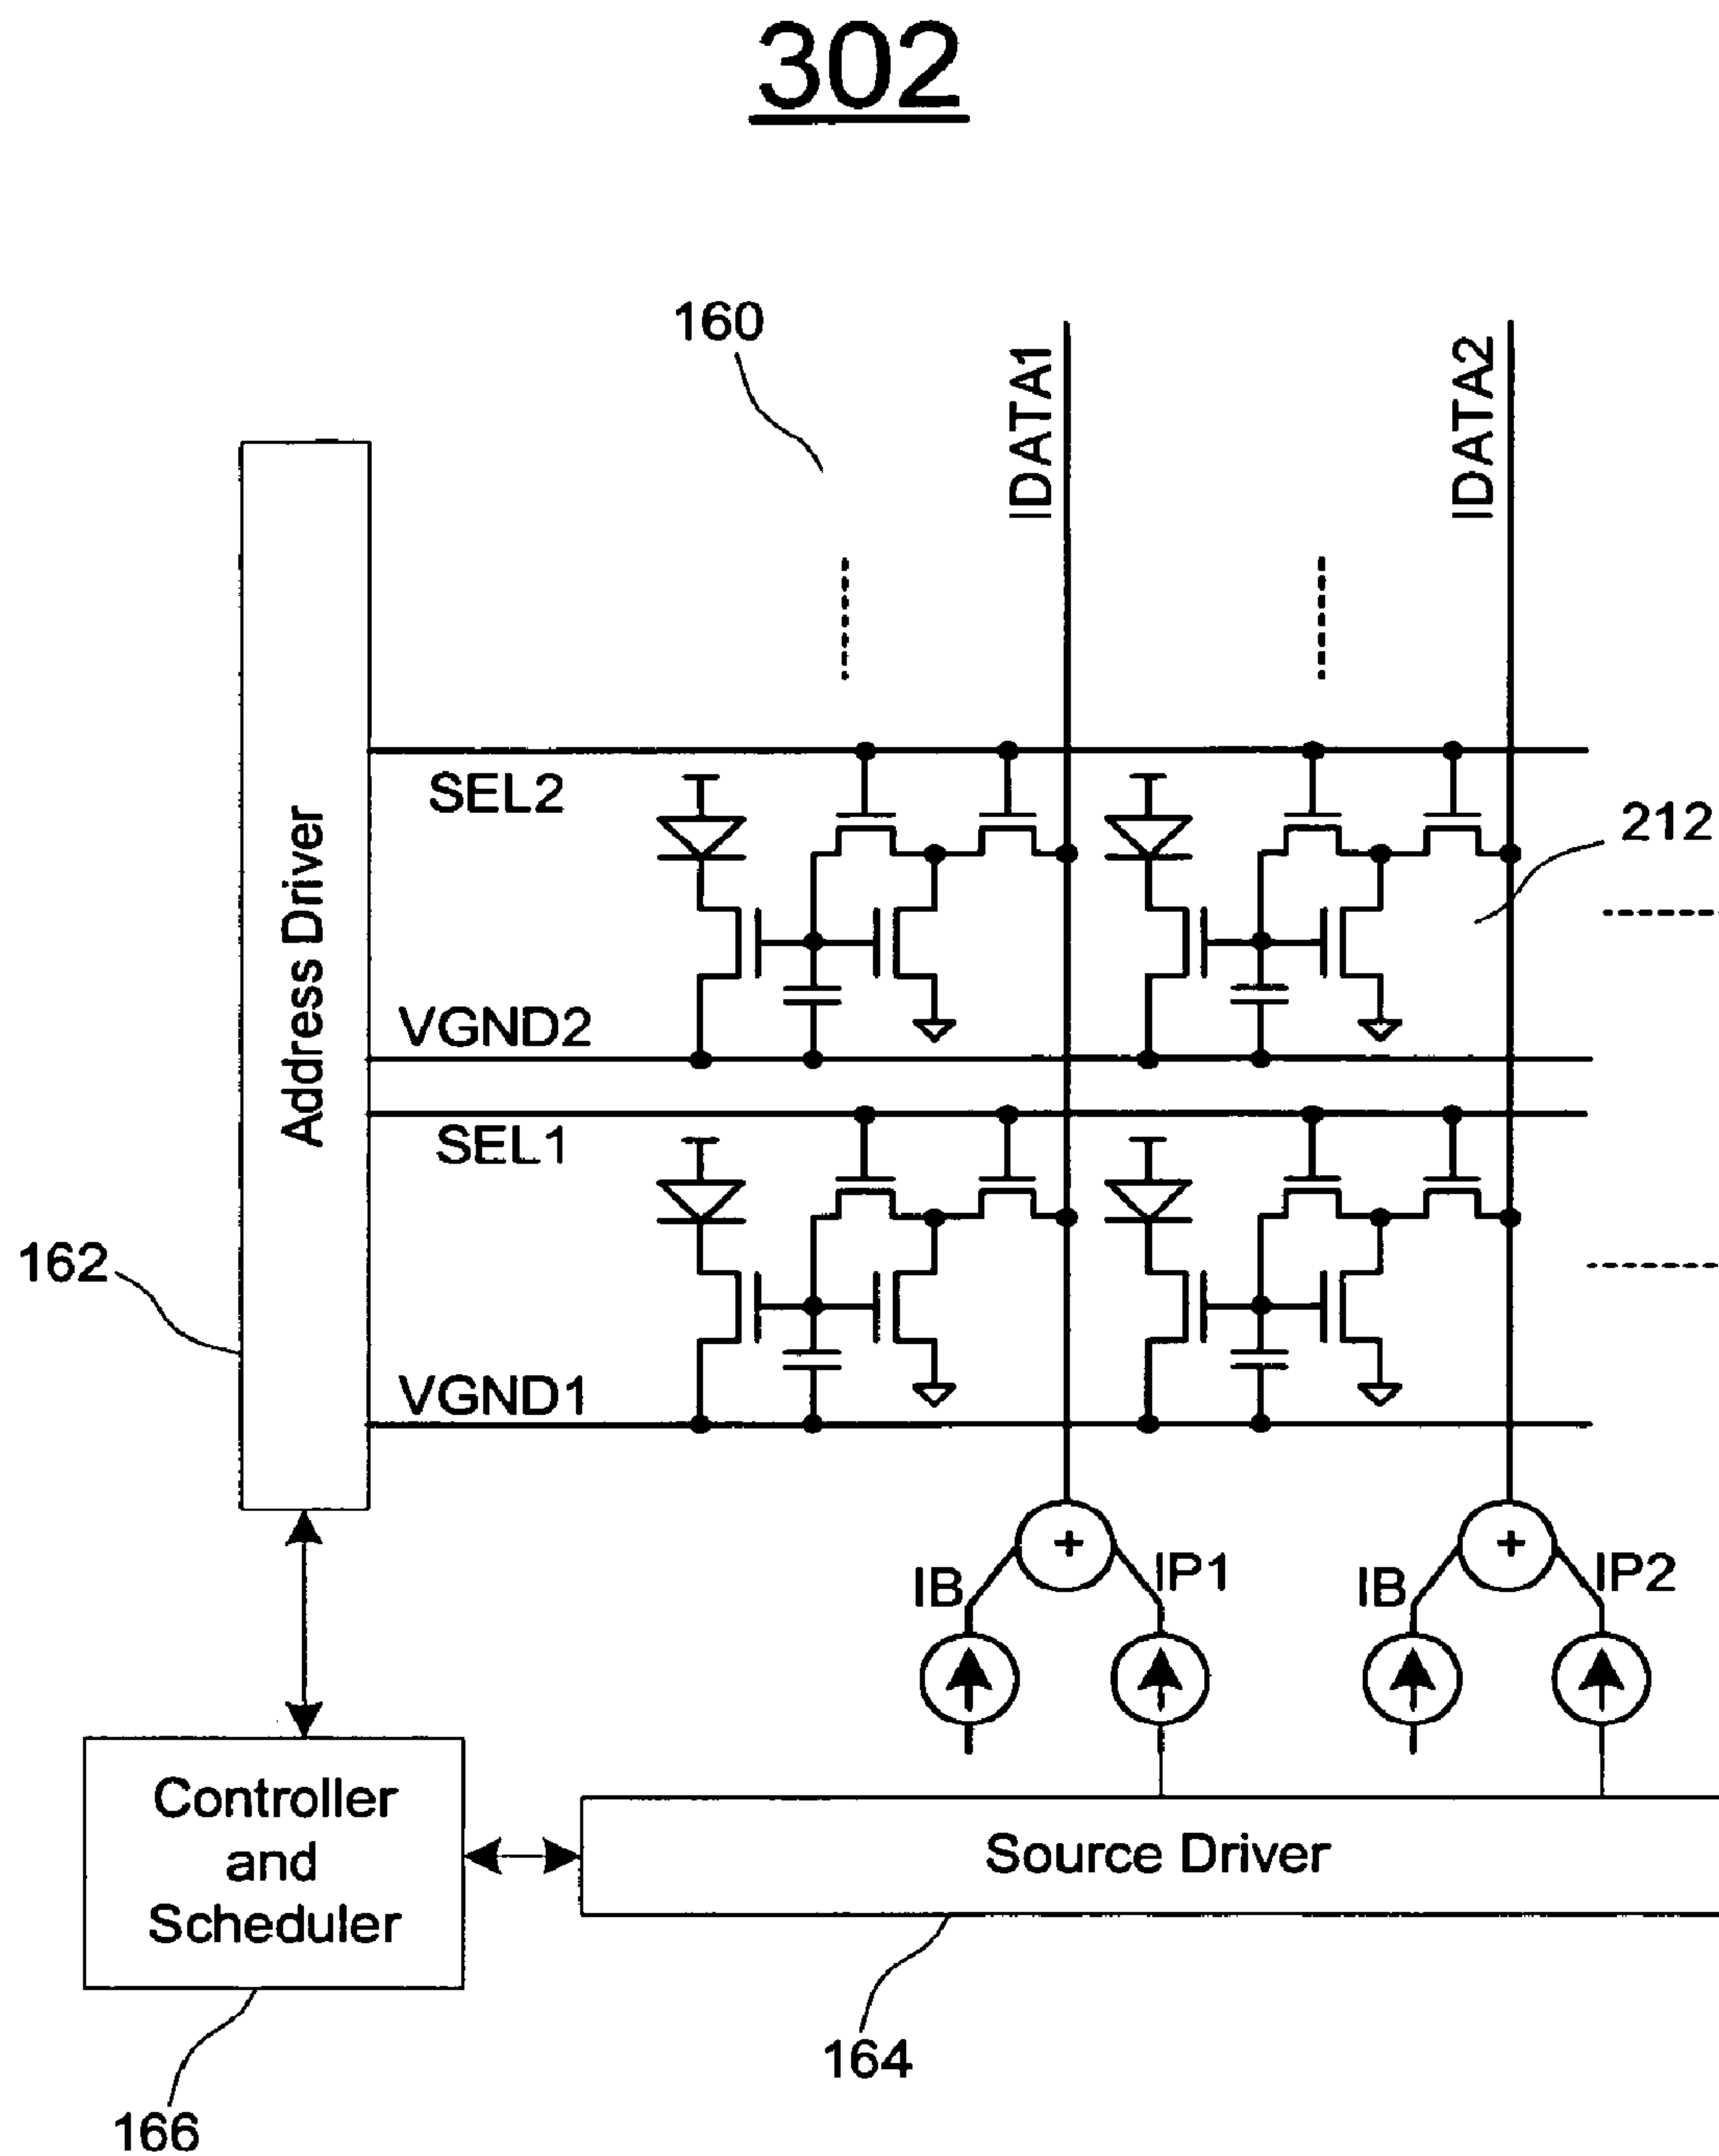 302
160
IDATA1
IDATA2
SEL2
212
Address Driver
VGND2
SEL1
162
VGND1
+
+
IB
IP1
IB
IP2
Controller
and
Scheduler
Source Driver
164
166